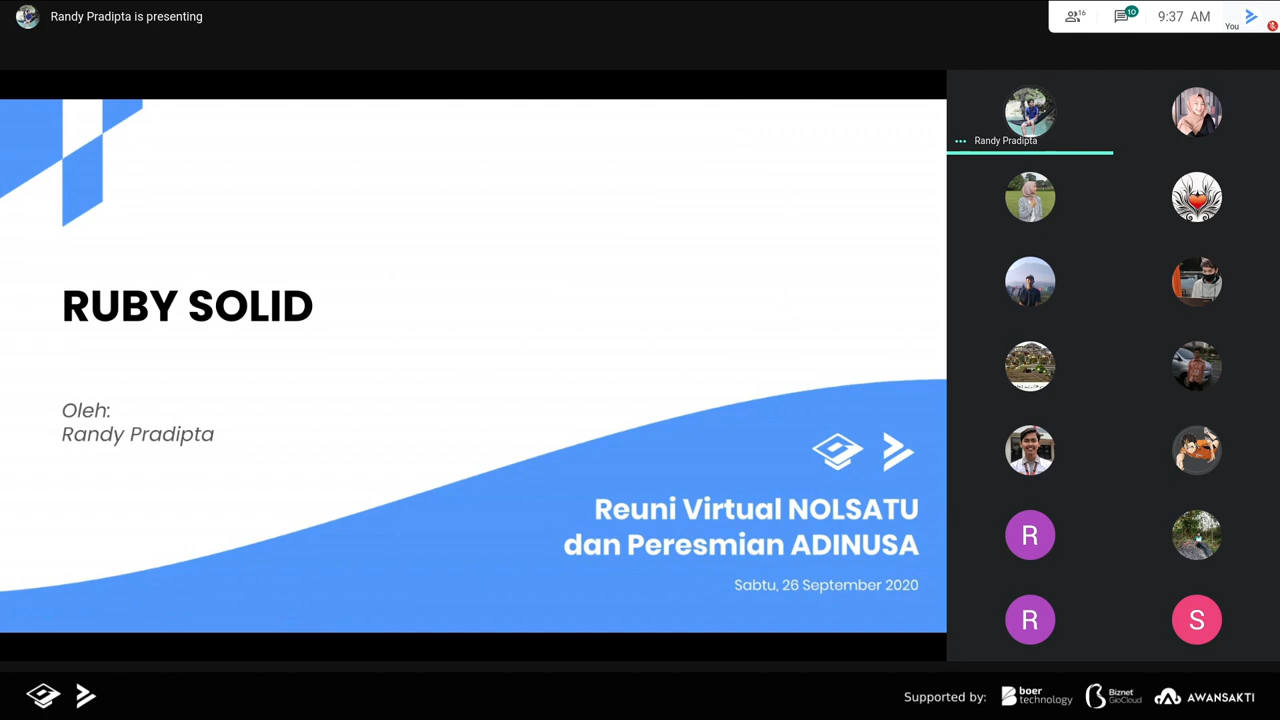 Randy Pradipta is presenting
16
10
9:37 AM
You
Randy Pradipta
RUBY SOLID
Oleh:
Randy Pradipta
Reuni Virtual NOLSATU
dan Peresmian ADINUSA
Sabtu, 26 September 2020
R
R
S
Supported by:
boer
technology
Biznet
GioCloud
AWANSAKTI